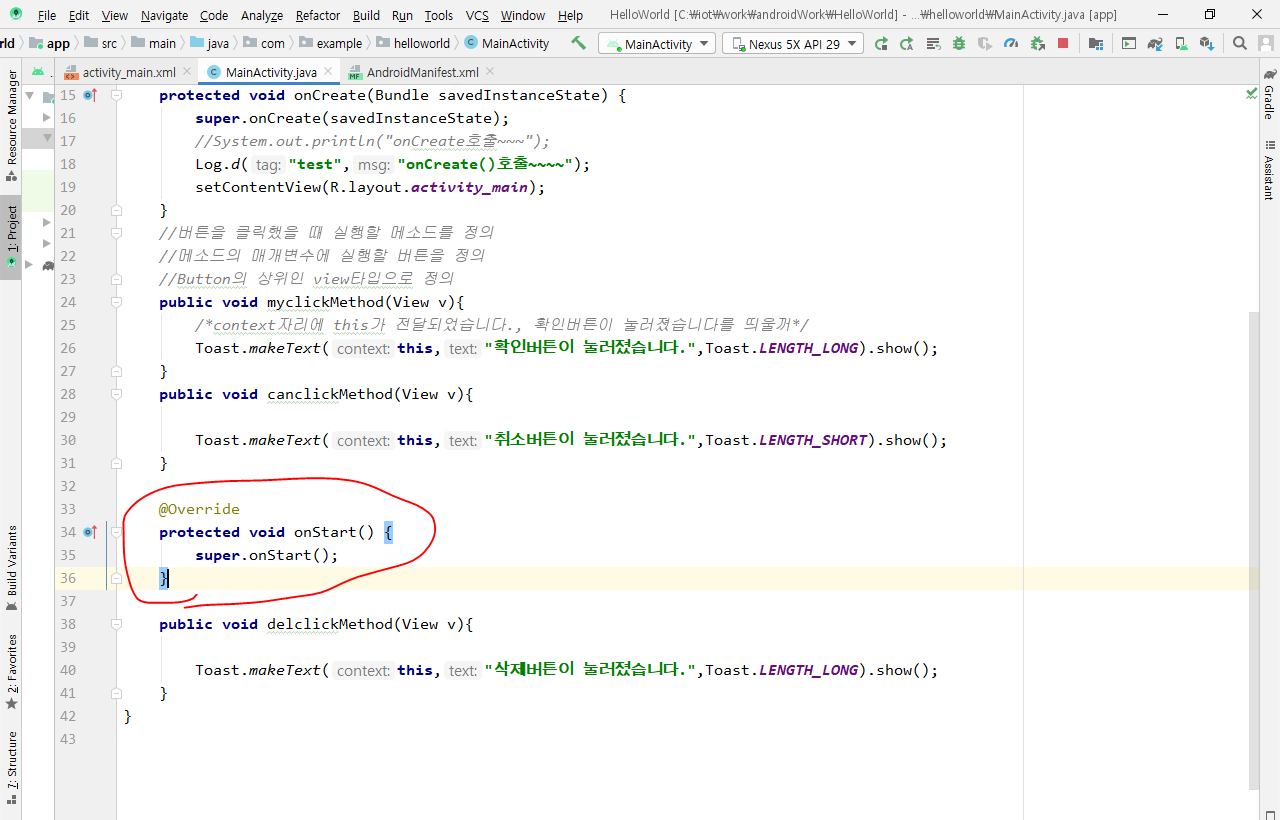 File Edit View Navigate Code Analyze Refactor Build Run Tools VCS Window Help HelloWorld [C:₩iot₩work₩androidWork₩HelloWorld] - ...₩helloworld₩MainActivity.java [app]
rld app src main java com example helloworld MainActivity MainActivity Nexus 5X API 29
activity_main.xml MainActivity.java AndroidManifest.xml
Resource Manager
1: Project
Build Variants
2: Favorites
7: Structure
15 protected void onCreate(Bundle savedInstanceState) {
16 super.onCreate(savedInstanceState);
17 //System.out.println("onCreate호출~~~");
18 Log.d( tag: "test", msg: "onCreate()호출~~~~");
19 setContentView(R.layout.activity_main);
20 }
21 //버튼을 클릭했을 떄 실행할 메소드를 정의
22 //메소드의 매개변수에 실행할 버튼을 정의
23 //Button의 상위인 view타입으로 정의
24 public void myclickMethod(View v){
25 /*context자리에 this가 전달되었습니다., 확인버튼이 눌러졌습니다를 띄울꺼*/
26 Toast.makeText( context: this, text: "확인버튼이 눌러졌습니다.",Toast.LENGTH_LONG).show();
27 }
28 public void canclickMethod(View v){
29
30 Toast.makeText( context: this, text: "취소버튼이 눌러졌습니다.",Toast.LENGTH_SHORT).show();
31 }
32
33 @Override
34 protected void onStart() {
35 super.onStart();
36 }
37
38 public void delclickMethod(View v){
39
40 Toast.makeText( context: this, text: "삭제버튼이 눌러졌습니다.",Toast.LENGTH_LONG).show();
41 }
42 }
43
Gradle
Assistant